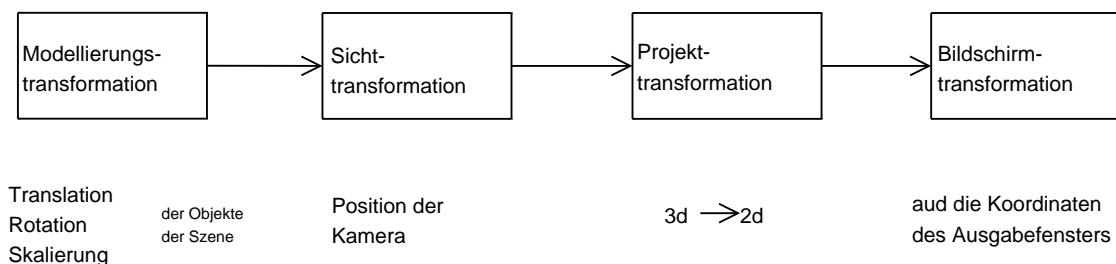 Modellierungs-
transformation
Sicht-
transformation
Projekt-
transformation
Bildschirm-
transformation
Translation
Rotation
Skalierung
der Objekte
der Szene
Position der
Kamera
3d 2d
aud die Koordinaten
des Ausgabefensters